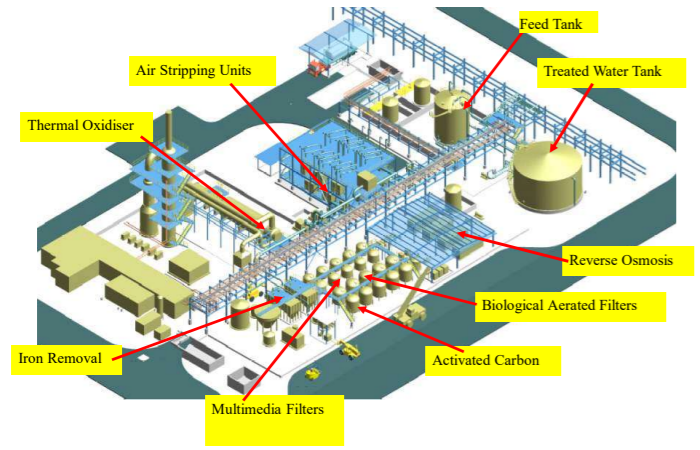 Feed Tank
Air Stripping Units
Treated Water Tank
Thermal Oxidiser
Reverse Osmosis
Biological Aerated Filters
Iron Removal
Activated Carbon
Multimedia Filters